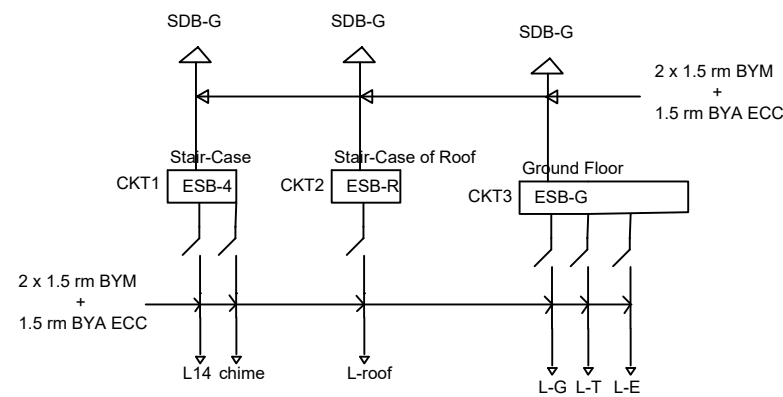 SDB-G
SDB-G
SDB-G
2 x 1.5 rm BYM
+
1.5 rm BYA ECC
Stair-Case
Stair-Case of Roof
Ground Floor
CKT1
ESB-4
CKT2
ESB-R
CKT3
ESB-G
2 x 1.5 rm BYM
+
1.5 rm BYA ECC
L14
chime
L-roof
L-G
L-T
L-E